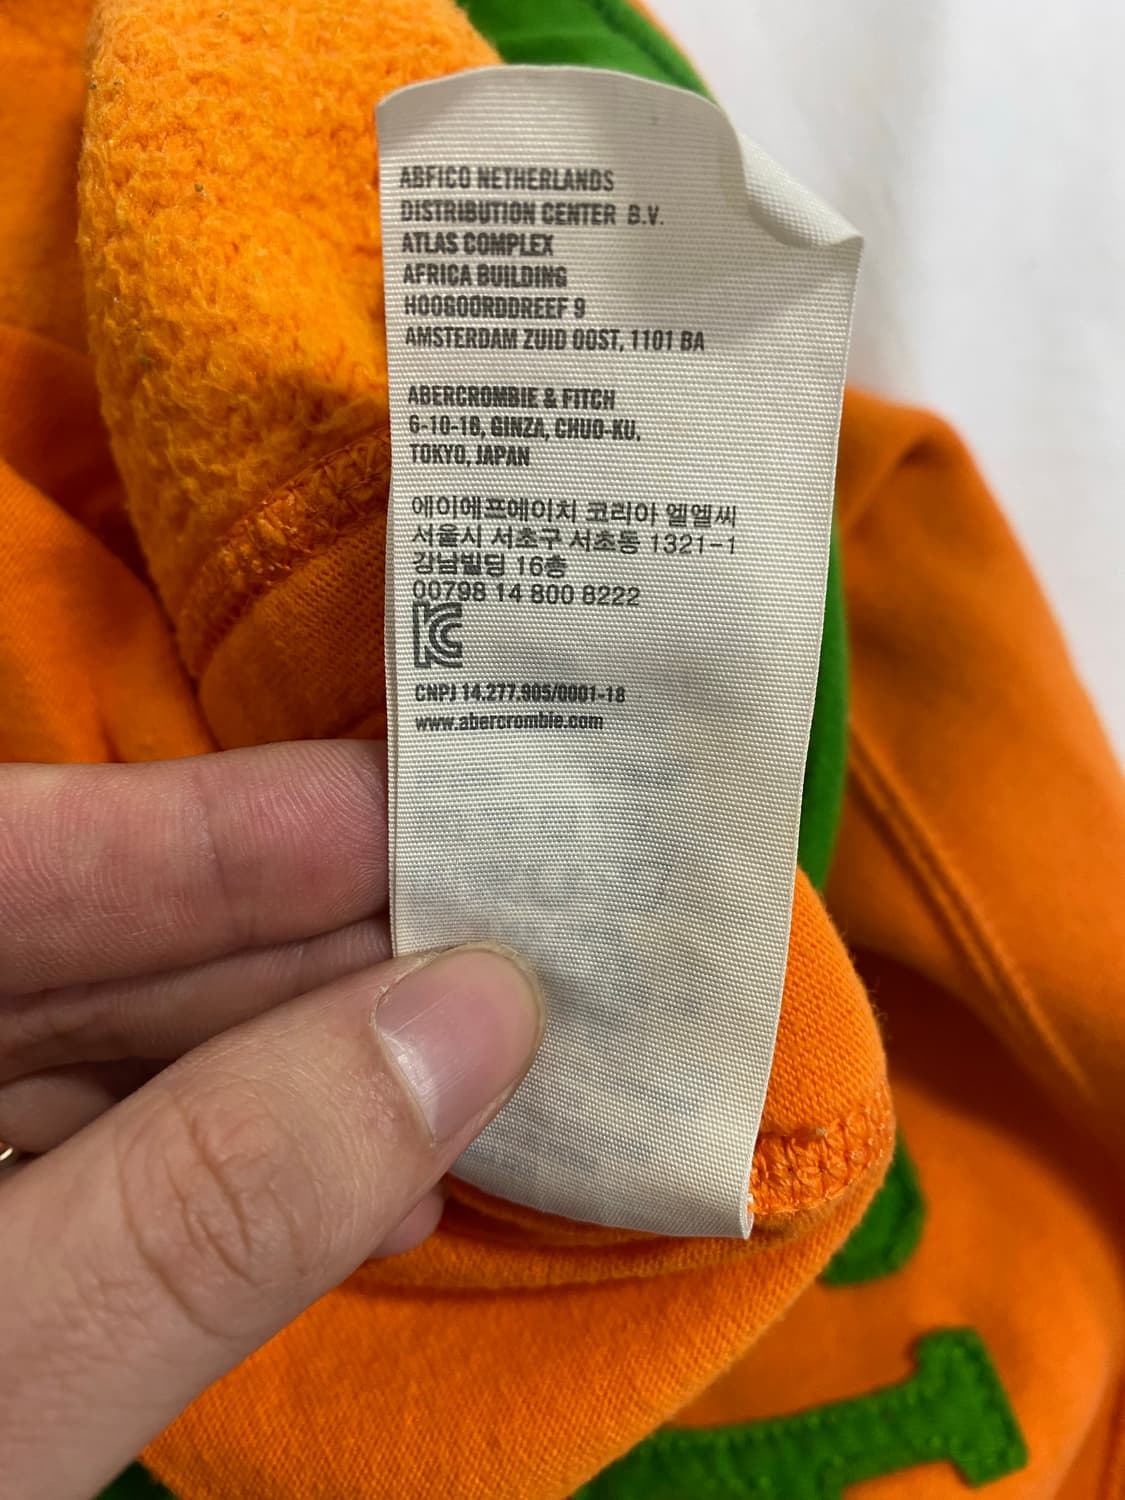 ABFICO NETHERLANDS
DISTRIBUTION CENTER B.V.
ATLAS COMPLEX
AFRICA BUILDING
HOOGOORDDREEF 9
AMSTERDAM ZUID OOST, 1101 BA
ABERCROMBIE & FITCH
6-10-16, GINZA, CHUO-KU,
TOKYO, JAPAN
에이에프에이치 코리아 엘엘씨
서울시 서초구 서초동 1321-1
강남빌딩 16층
00798 14 800 8222
KC
CNPJ 14.277.905/0001-18
www.abercrombie.com